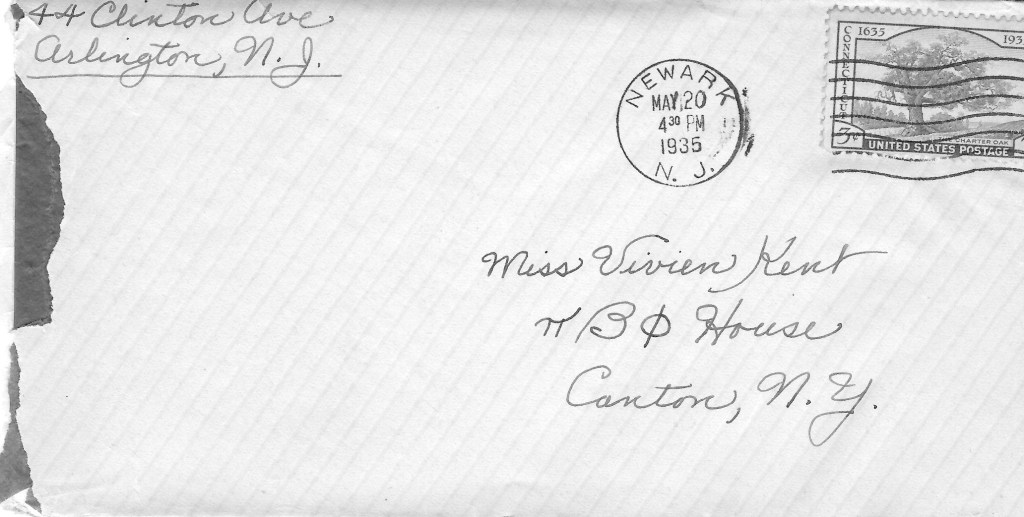 44 Clinton Ave
Arlington, N.J.
NEWARK
MAY 20
4 30 PM
1935
N. J.
1635
CONNECTICUT
CHARTER OAK
3¢
UNITED STATES POSTAGE
Miss Vivien Kent
π Β Φ House
Canton, N.Y.